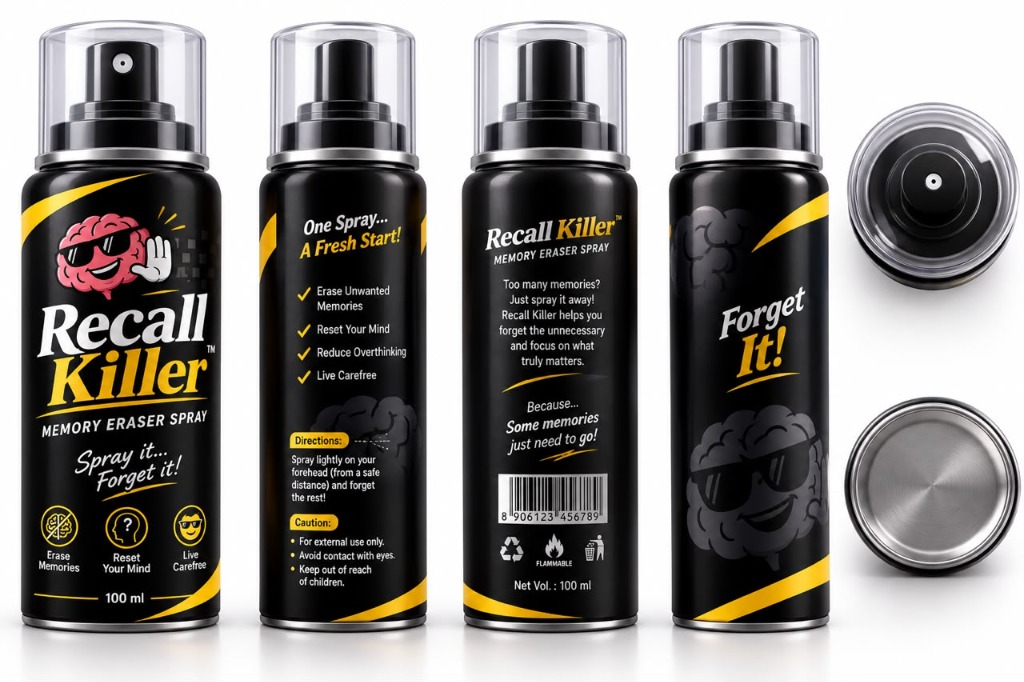 Recall
Killer™
MEMORY ERASER SPRAY
Spray it...
Forget it!
Erase
Memories
?
Reset
Your Mind
Live
Carefree
100 ml
One Spray...
A Fresh Start!
Erase Unwanted
Memories
Reset Your Mind
Reduce Overthinking
Live Carefree
Directions:
Spray lightly on your
forehead (from a safe
distance) and forget
the rest!
Caution:
• For external use only.
• Avoid contact with eyes.
• Keep out of reach
of children.
Recall Killer™
MEMORY ERASER SPRAY
Too many memories?
Just spray it away!
Recall Killer helps you
forget the unnecessary
and focus on what
truly matters.
Because...
Some memories
just need to go!
8 906123 456789
FLAMMABLE
Net Vol. : 100 ml
Forget
It!